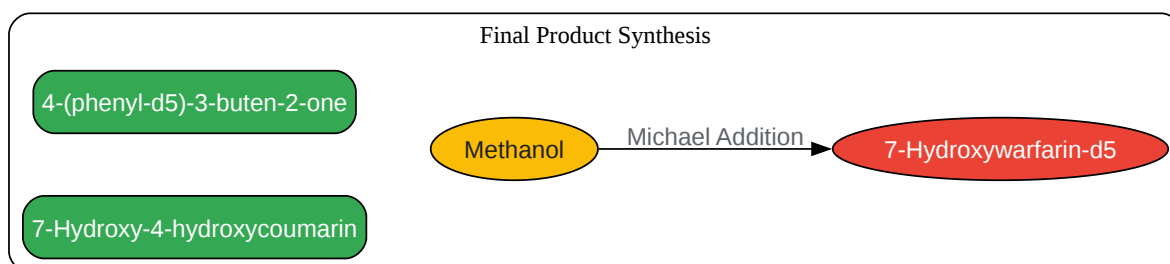 Final Product Synthesis
4-(phenyl-d5)-3-buten-2-one
Methanol
Michael Addition
7-Hydroxywarfarin-d5
7-Hydroxy-4-hydroxycoumarin